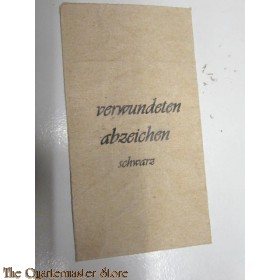 verwundeten
abzeichen
schwarz
The Quartermaster Store